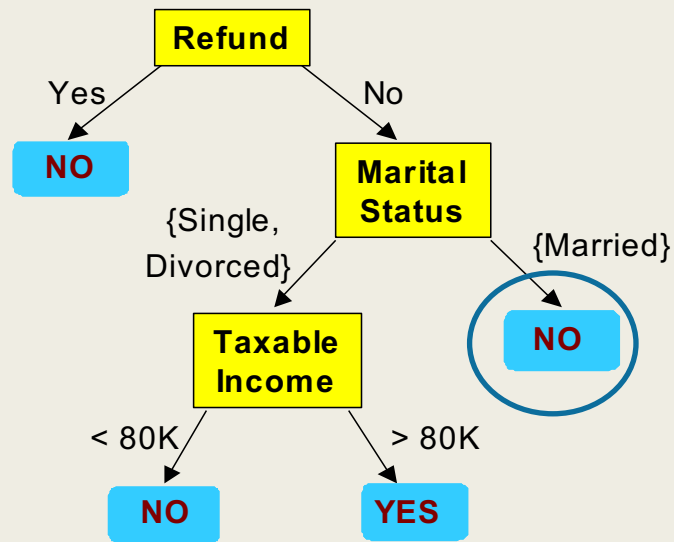 Refund
Yes
No
NO
Marital
Status
{Single,
Divorced}
{Married}
NO
Taxable
Income
< 80K
> 80K
NO
YES